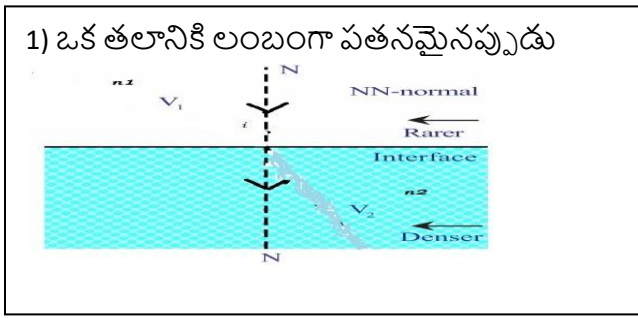 1) ఒక తలానికి లంబంగా పతనమైనప్పుడు
N
n1
NN-normal
V1
i
Rarer
Interface
n2
V2
Denser
N